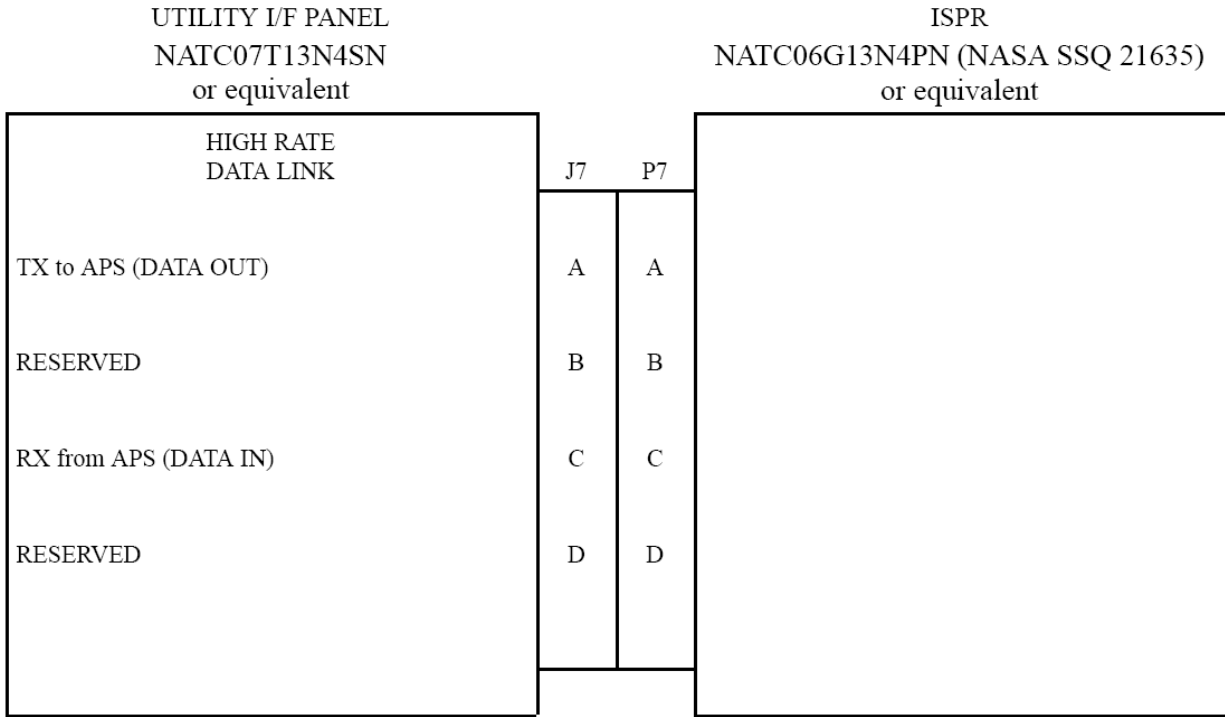 UTILITY I/F PANEL
NATC07T13N4SN
or equivalent
ISPR
NATC06G13N4PN (NASA SSQ 21635)
or equivalent
HIGH RATE
DATA LINK
J7 P7
TX to APS (DATA OUT) A A
RESERVED B B
RX from APS (DATA IN) C C
RESERVED D D